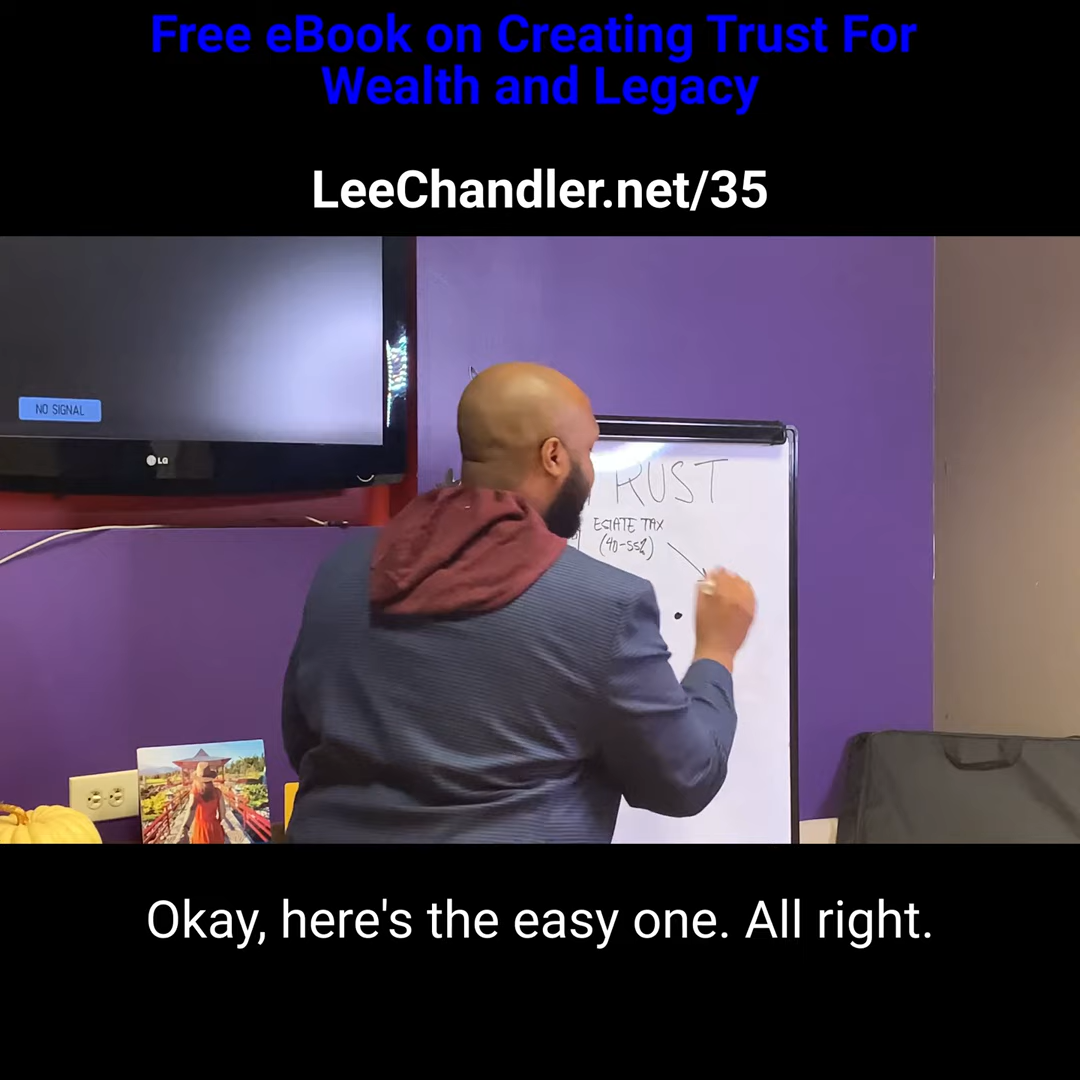 Free eBook on Creating Trust For
Wealth and Legacy
LeeChandler.net/35
NO SIGNAL
LG
TRUST
ESTATE TAX
(40-55%)
Okay, here's the easy one. All right.